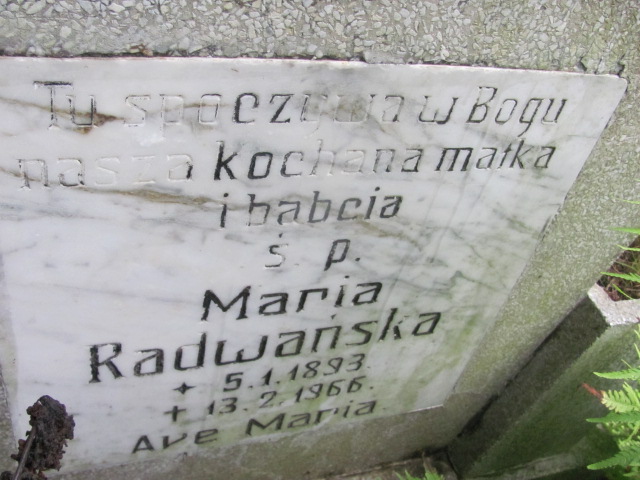 Tu spoczywa w Bogu
nasza kochana matka
i babcia
ś. p.
Maria
Radwańska
+ 5.1.1893.
+ 13.2.1966.
Ave Maria.